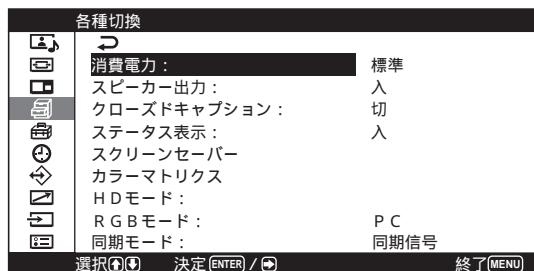 各種切換
消費電力： 標準
スピーカー出力： 入
クローズドキャプション： 切
ステータス表示： 入
スクリーンセーバー
カラーマトリクス
ＨＤモード：
ＲＧＢモード： ＰＣ
同期モード： 同期信号
選択 決定 ENTER / 終了 MENU